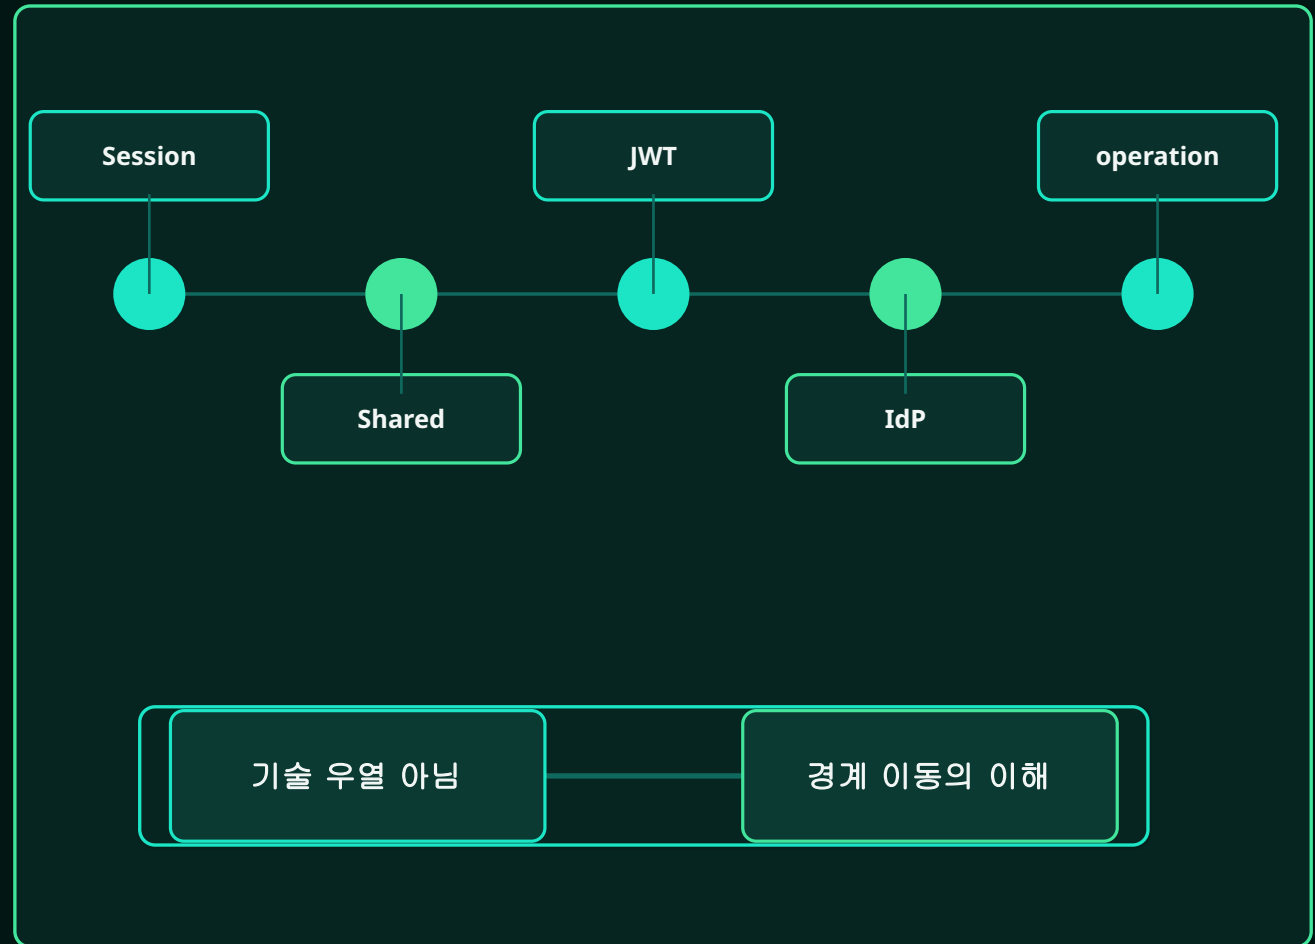 Session
JWT
operation
Shared
IdP
기술 우열 아님
경계 이동의 이해